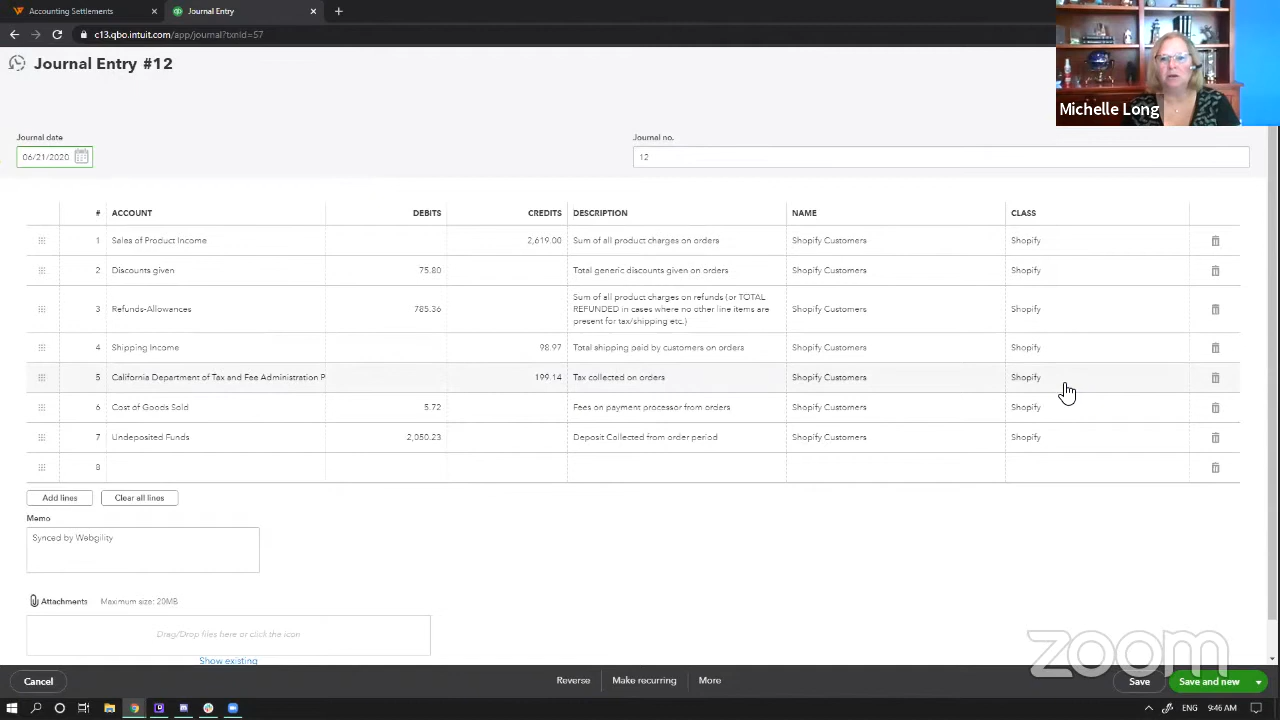 Accounting Settlements
Journal Entry
c13.qbo.intuit.com/app/journal?txnId=57
Journal Entry #12
Michelle Long
Journal date
Journal no.
06/21/2020
12
# ACCOUNT DEBITS CREDITS DESCRIPTION NAME CLASS
1 Sales of Product Income 2,619.00 Sum of all product charges on orders Shopify Customers Shopify
2 Discounts given 75.80 Total generic discounts given on orders Shopify Customers Shopify
3 Refunds-Allowances 785.36 Sum of all product charges on refunds (or TOTAL
REFUNDED in cases where no other line items are
present for tax/shipping etc.) Shopify Customers Shopify
4 Shipping Income 98.97 Total shipping paid by customers on orders Shopify Customers Shopify
5 California Department of Tax and Fee Administration P 199.14 Tax collected on orders Shopify Customers Shopify
6 Cost of Goods Sold 5.72 Fees on payment processor from orders Shopify Customers Shopify
7 Undeposited Funds 2,050.23 Deposit Collected from order period Shopify Customers Shopify
8
Add lines Clear all lines
Memo
Synced by Webgility
Attachments Maximum size: 20MB
Drag/Drop files here or click the icon
Show existing
zoom
Cancel Reverse Make recurring More Save Save and new
ENG 9:46 AM